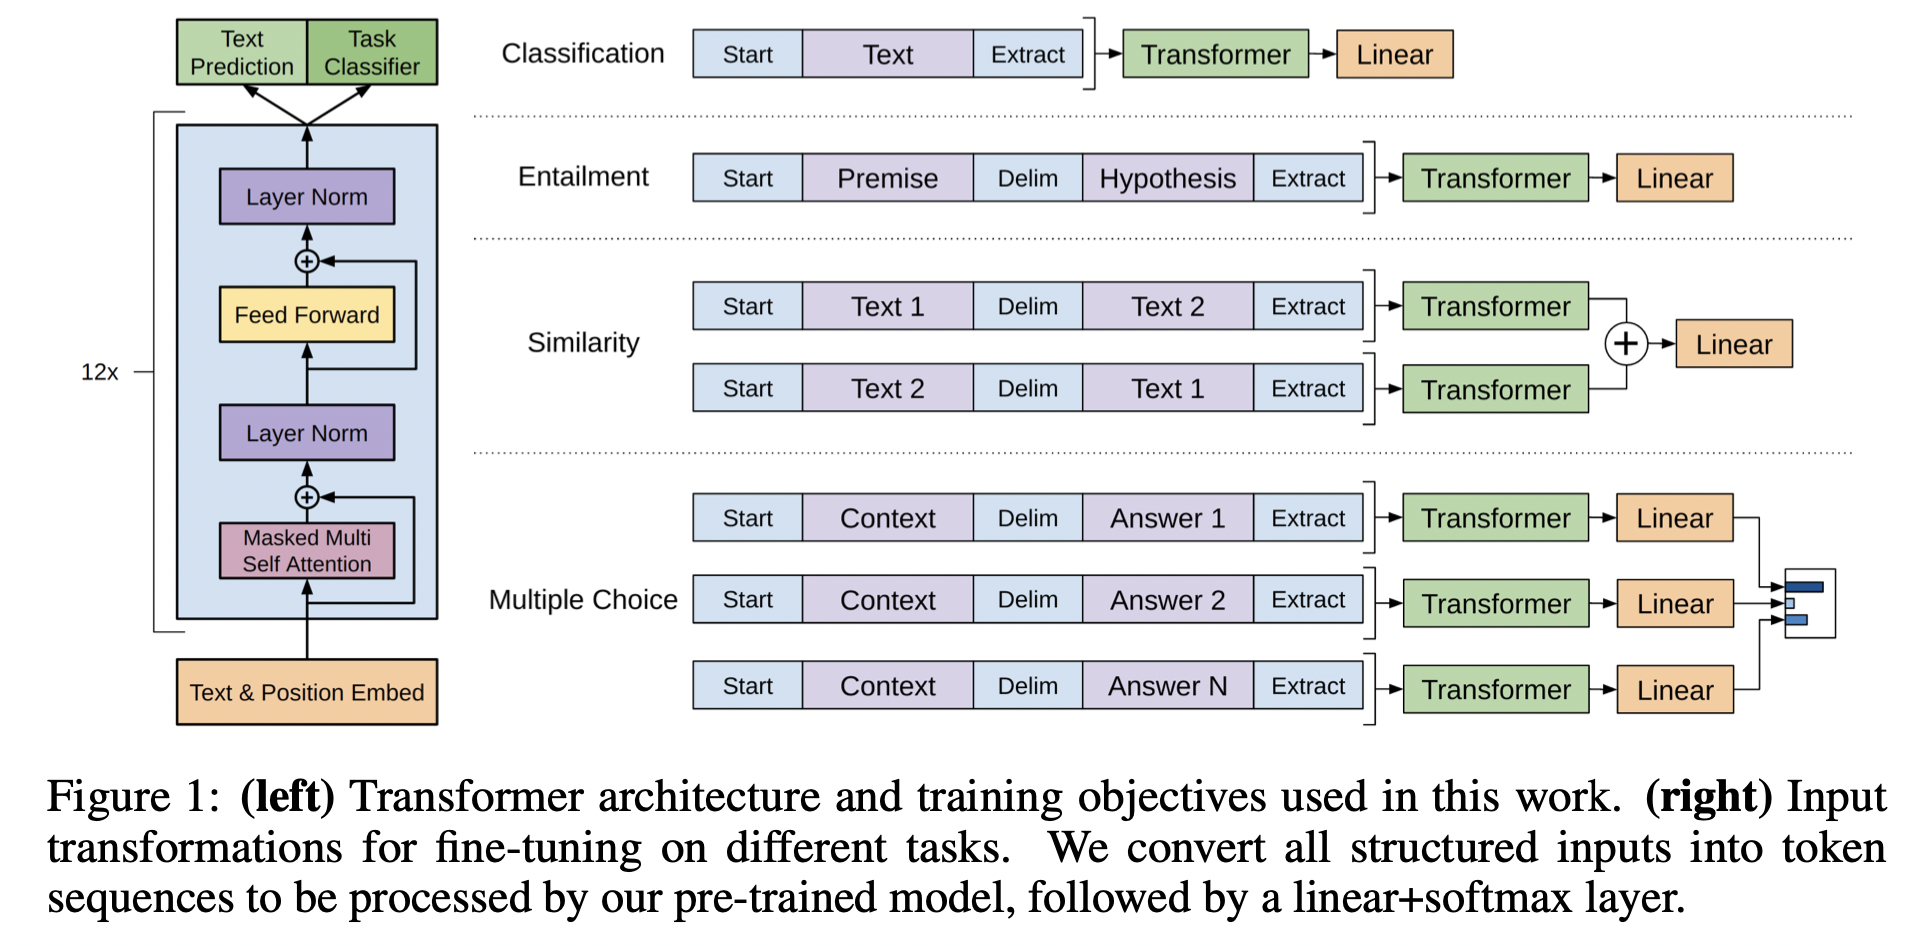 Text
Prediction
Task
Classifier
12x
Layer Norm
+
Feed Forward
Layer Norm
+
Masked Multi
Self Attention
Text & Position Embed
Classification Start Text Extract Transformer Linear
Entailment Start Premise Delim Hypothesis Extract Transformer Linear
Similarity
Start Text 1 Delim Text 2 Extract Transformer
Start Text 2 Delim Text 1 Extract Transformer
+ Linear
Multiple Choice
Start Context Delim Answer 1 Extract Transformer Linear
Start Context Delim Answer 2 Extract Transformer Linear
Start Context Delim Answer N Extract Transformer Linear
Figure 1: (left) Transformer architecture and training objectives used in this work. (right) Input
transformations for fine-tuning on different tasks. We convert all structured inputs into token
sequences to be processed by our pre-trained model, followed by a linear+softmax layer.